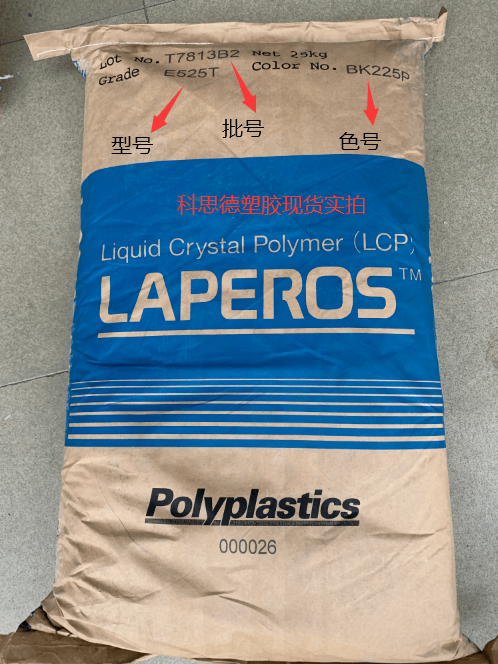 Lot No. T7813B2 Net 25kg
Grade E525T Color No. BK225P
型号 批号 色号
科思德塑胶现货实拍
Liquid Crystal Polymer (LCP)
LAPEROS™
Polyplastics
000026